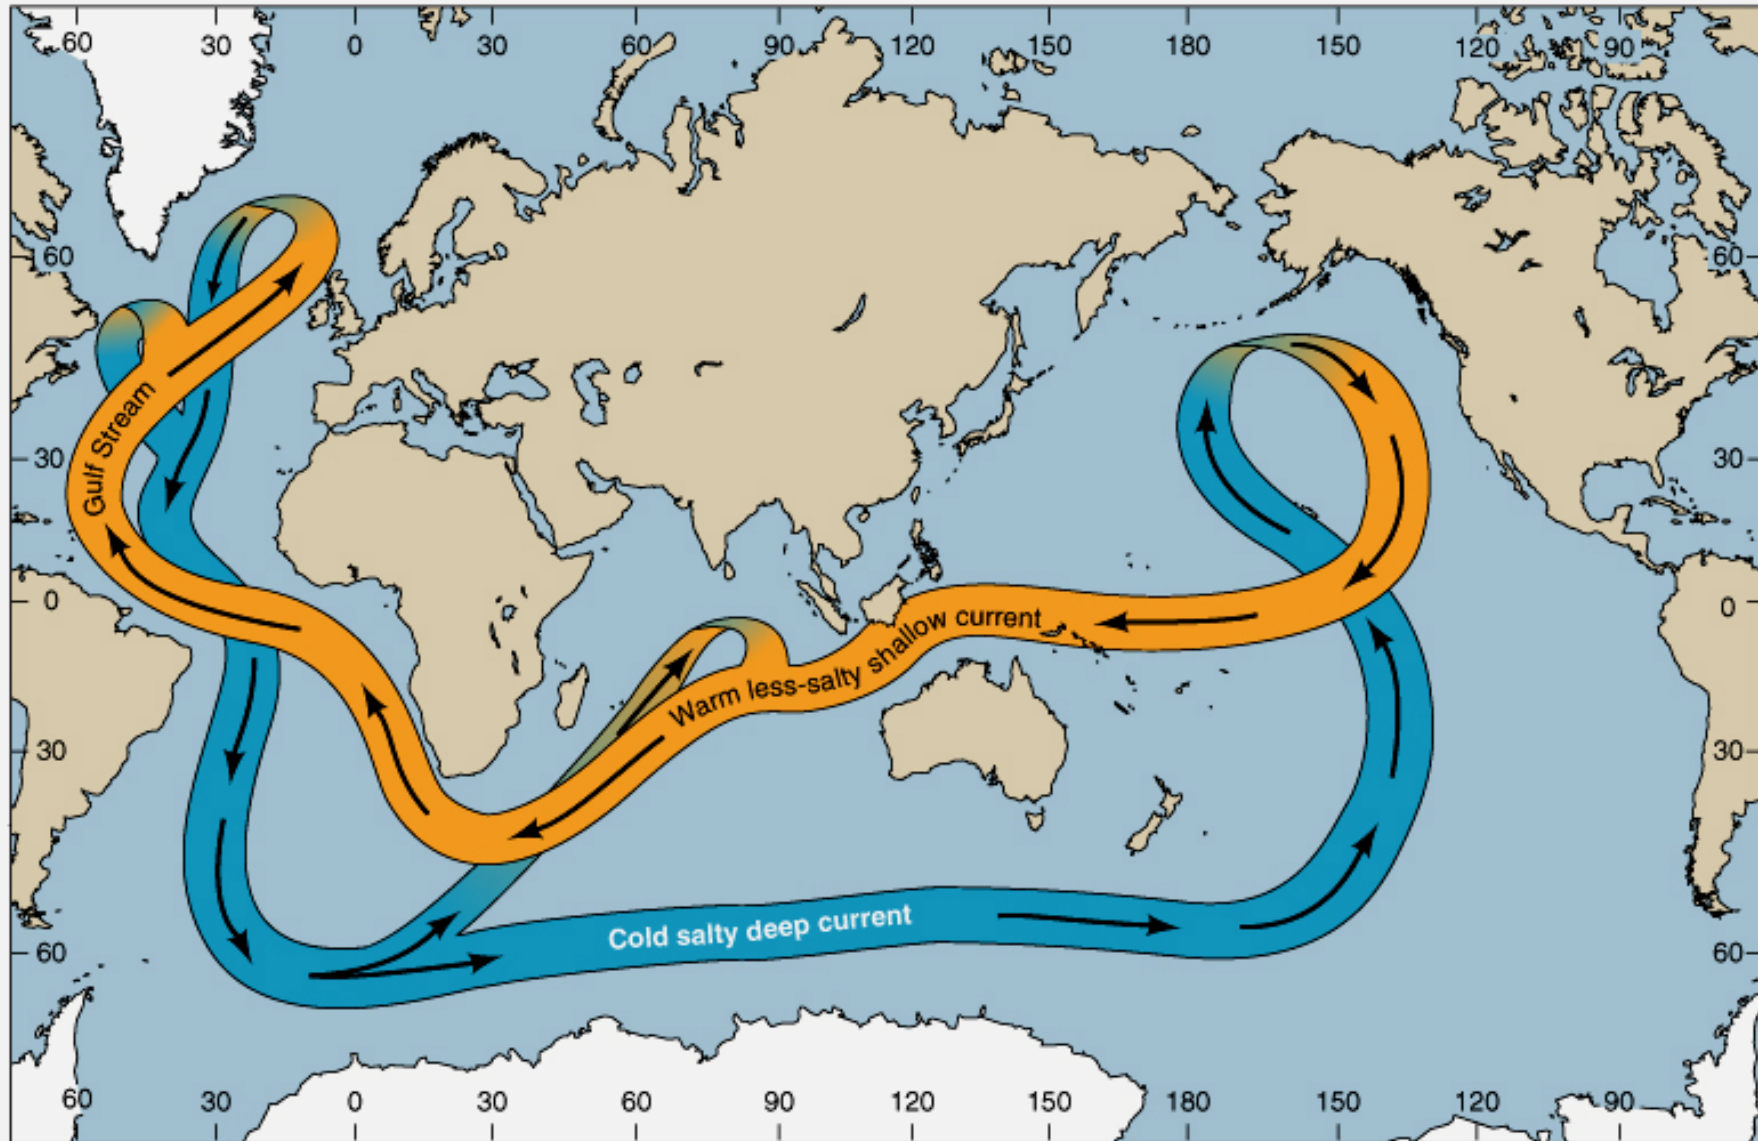 60 30 0 30 60 90 120 150 180 150 120 90
60 60
Gulf Stream
30 30
0 0
Warm less-salty shallow current
30 30
Cold salty deep current
60 60
60 30 0 30 60 90 120 150 180 150 120 90